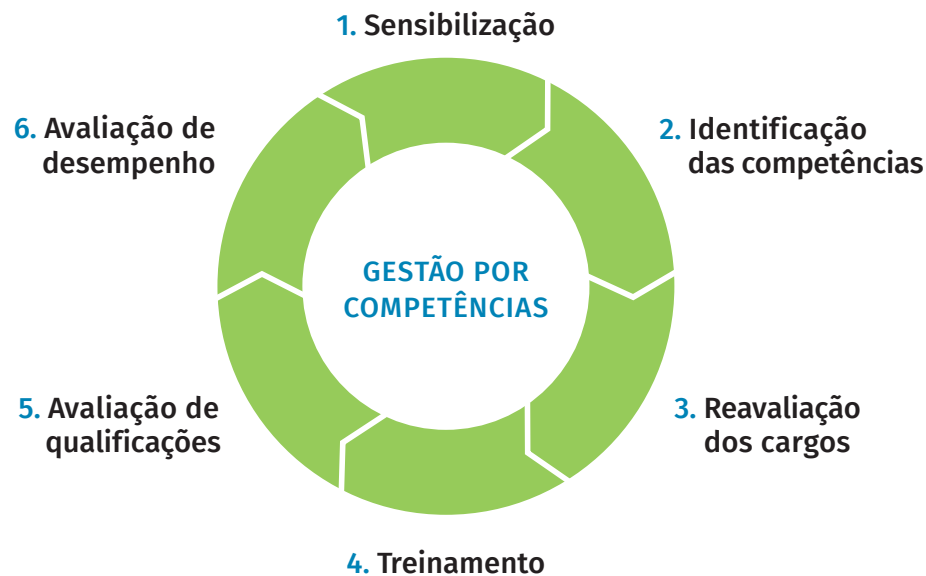 1. Sensibilização
2. Identificação
das competências
3. Reavaliação
dos cargos
4. Treinamento
5. Avaliação de
qualificações
6. Avaliação de
desempenho
GESTÃO POR
COMPETÊNCIAS